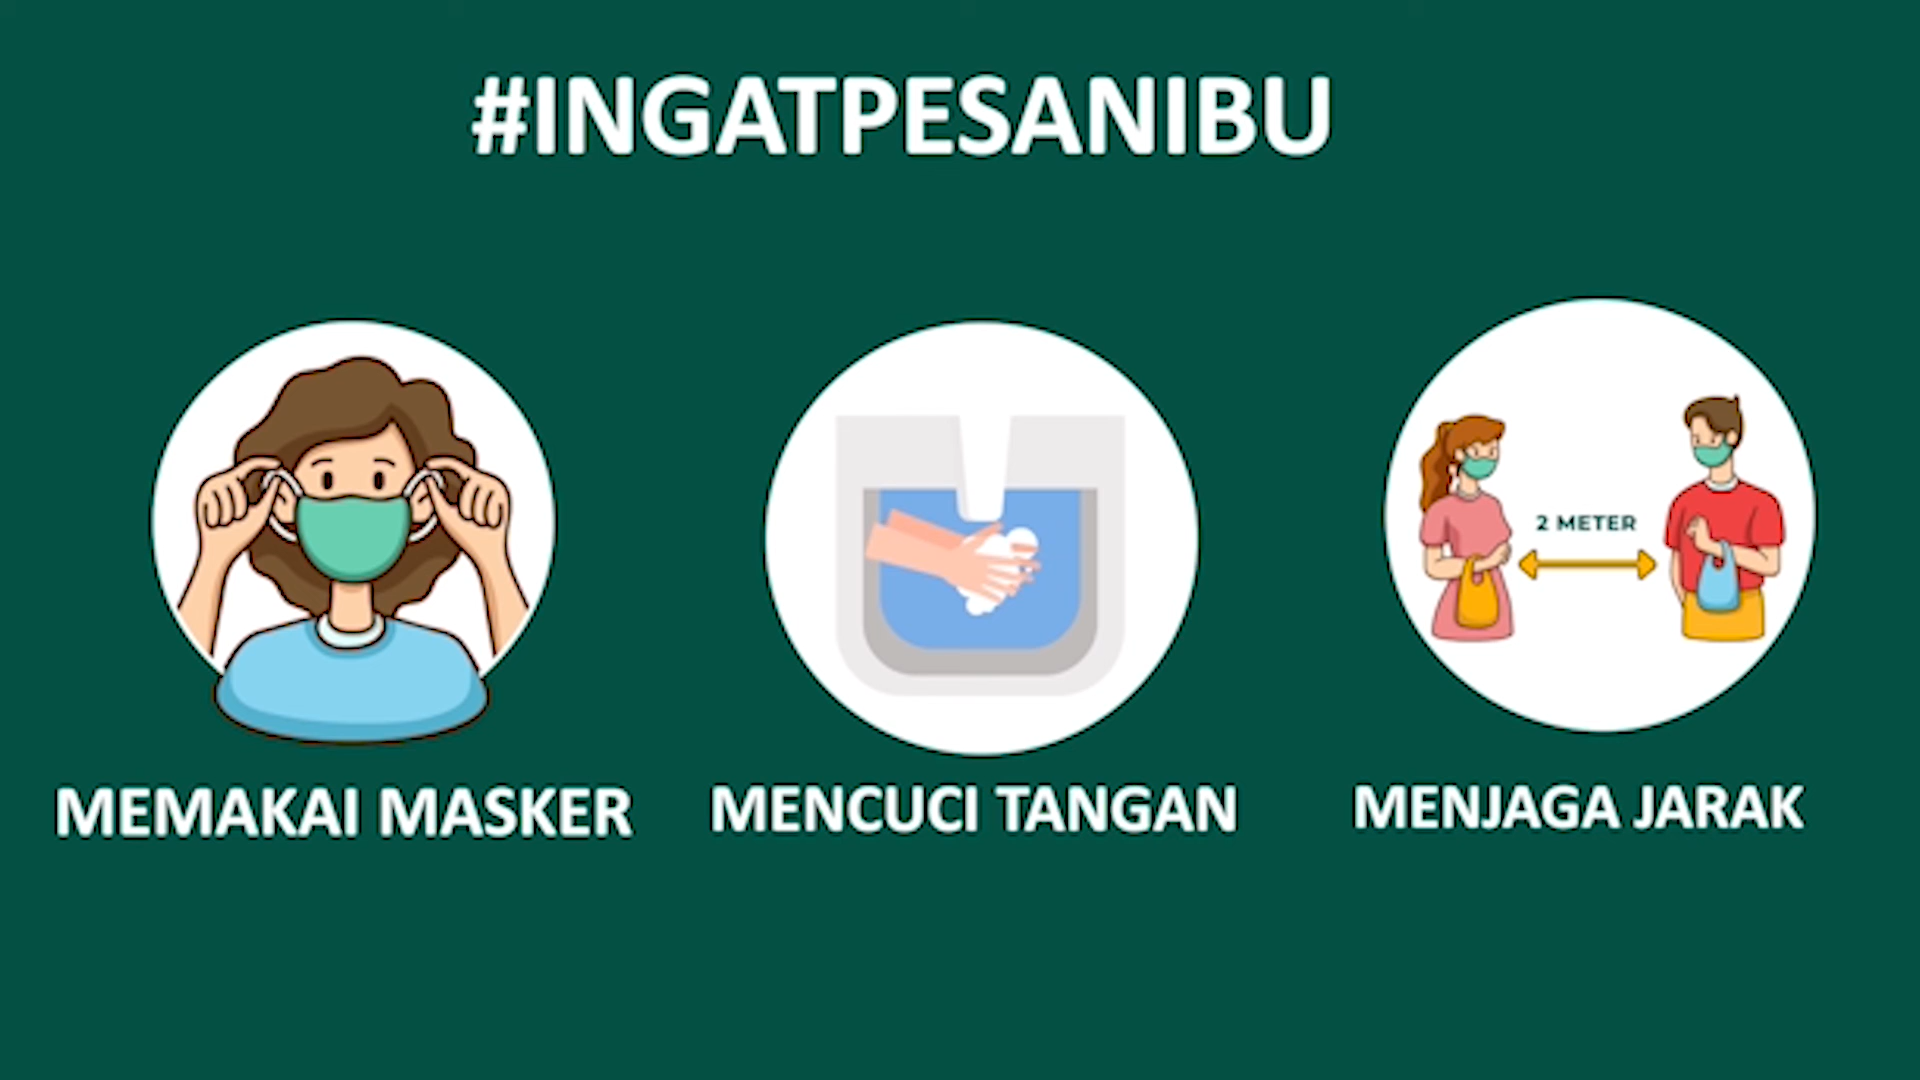 #INGATPESANIBU
2 METER
MEMAKAI MASKER
MENCUCI TANGAN
MENJAGA JARAK